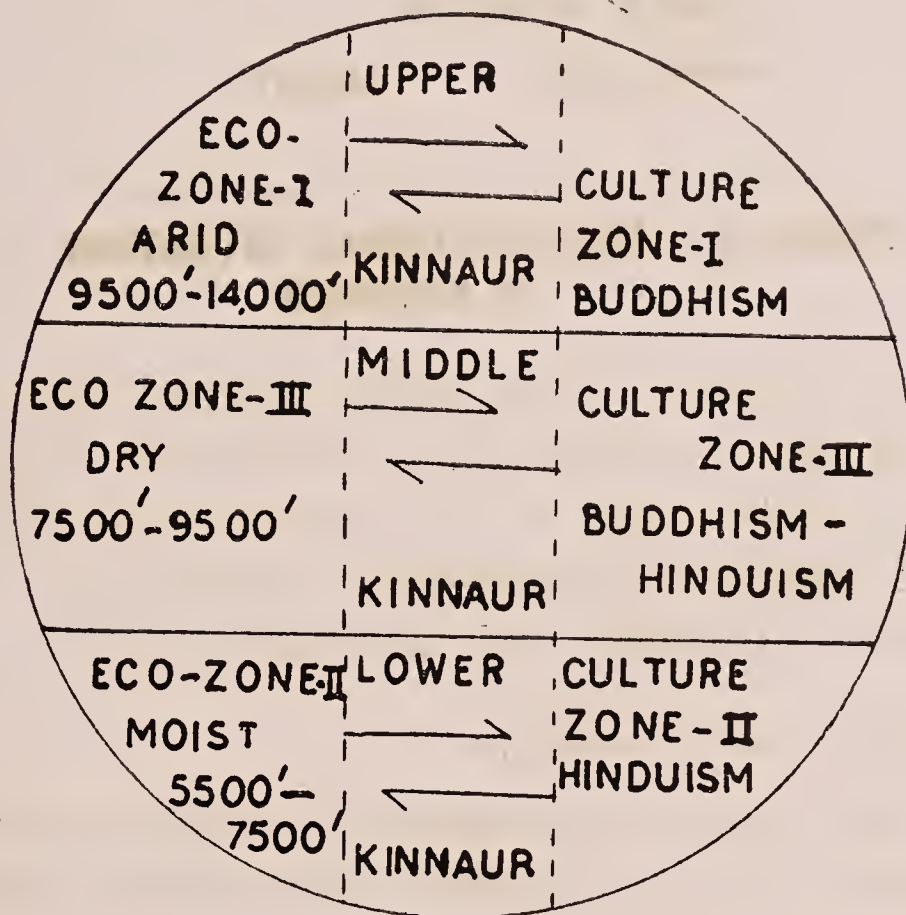 UPPER
ECO-
ZONE-I
ARID
9500'-14,000'
KINNAUR
CULTURE
ZONE-I
BUDDHISM
MIDDLE
ECO ZONE-III
DRY
7500'-9500'
KINNAUR
CULTURE
ZONE-III
BUDDHISM -
HINDUISM
LOWER
ECO-ZONE-II
MOIST
5500'-
7500'
KINNAUR
CULTURE
ZONE-II
HINDUISM